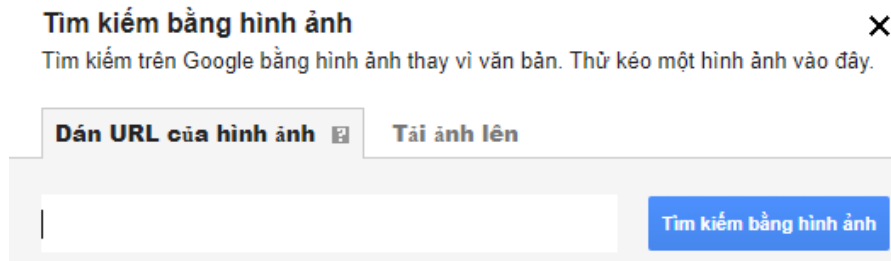 Tìm kiếm bằng hình ảnh
Tìm kiếm trên Google bằng hình ảnh thay vì văn bản. Thử kéo một hình ảnh vào đây.
Dán URL của hình ảnh ? Tải ảnh lên
Tìm kiếm bằng hình ảnh